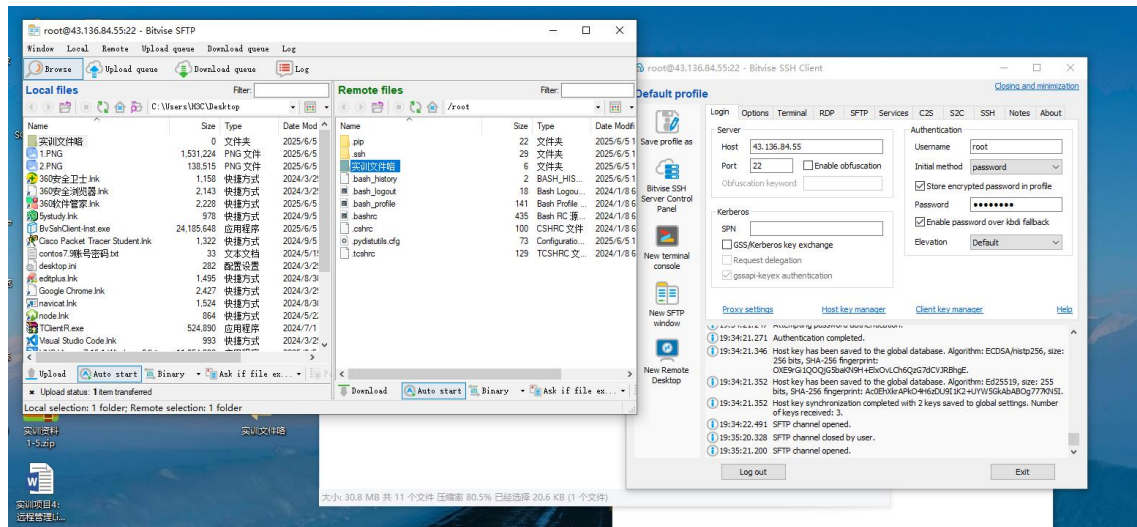 root@43.136.84.55:22 - Bitvise SFTP
Window Local Remote Upload queue Download queue Log
Browse Upload queue Download queue Log
Local files Filter:
C:\Users\H3C\Desktop
Name Size Type Date Mod
实训文件略 0 文件夹 2025/6/5
1.PNG 1,531,224 PNG 文件 2025/6/5
2.PNG 138,515 PNG 文件 2025/6/5
360安全卫士.lnk 1,158 快捷方式 2024/3/2
360安全浏览器.lnk 2,143 快捷方式 2024/3/2
360软件管家.lnk 2,228 快捷方式 2025/6/5
5ystudy.lnk 978 快捷方式 2024/9/5
BvSshClient-Inst.exe 24,185,648 应用程序 2025/6/5
Cisco Packet Tracer Student.lnk 1,322 快捷方式 2024/9/5
contos7.9账号密码.txt 33 文本文档 2024/5/1
desktop.ini 282 配置设置 2024/3/2
editplus.lnk 1,495 快捷方式 2024/8/3
Google Chrome.lnk 2,427 快捷方式 2024/3/2
navicat.lnk 1,524 快捷方式 2024/8/3
node.lnk 864 快捷方式 2024/5/2
TClientR.exe 524,890 应用程序 2024/7/1
Visual Studio Code.lnk 993 快捷方式 2024/3/2
Upload Auto start Binary Ask if file ex...
Upload status: 1 item transferred
Local selection: 1 folder; Remote selection: 1 folder
Remote files Filter:
/root
Name Size Type Date Modifi
.pip 22 文件夹 2025/6/5 1
.ssh 29 文件夹 2025/6/5 1
实训文件略 6 文件夹 2025/6/5 1
.bash_history 2 BASH_HIS... 2025/6/5 1
.bash_logout 18 Bash Logou... 2024/1/8 6
.bash_profile 141 Bash Profile ... 2024/1/8 6
.bashrc 435 Bash RC 源... 2024/1/8 6
.cshrc 100 CSHRC 文件 2024/1/8 6
.pydistutils.cfg 73 Configuratio... 2025/6/5 1
.tcshrc 129 TCSHRC 文... 2024/1/8 6
Download Auto start Binary Ask if file ex...
root@43.136.84.55:22 - Bitvise SSH Client
Default profile
Closing and minimization
Save profile as
Bitvise SSH
Server Control
Panel
New terminal
console
New SFTP
window
New Remote
Desktop
Login Options Terminal RDP SFTP Services C2S S2C SSH Notes About
Server
Host 43.136.84.55
Port 22 Enable obfuscation
Obfuscation keyword
Kerberos
SPN
GSS/Kerberos key exchange
Request delegation
gssapi-keyex authentication
Authentication
Username root
Initial method password
Store encrypted password in profile
Password
Enable password over kbdi fallback
Elevation Default
Proxy settings Host key manager Client key manager Help
19:34:21.271 Authentication completed.
19:34:21.346 Host key has been saved to the global database. Algorithm: ECDSA/nistp256, size:
256 bits, SHA-256 fingerprint:
19:34:21.352 Host key has been saved to the global database. Algorithm: Ed25519, size: 255
bits, SHA-256 fingerprint:
19:34:21.352 Host key synchronization completed with 2 keys saved to global settings. Number
of keys received: 3.
19:34:22.491 SFTP channel opened.
19:35:20.328 SFTP channel closed by user.
19:35:21.200 SFTP channel opened.
Log out Exit
实训资料
1-5.zip
实训文件略
实训项目4:
远程管理Li...
大小: 30.8 MB 共 11 个文件 压缩率 80.5% 已经选择 20.6 KB (1 个文件)